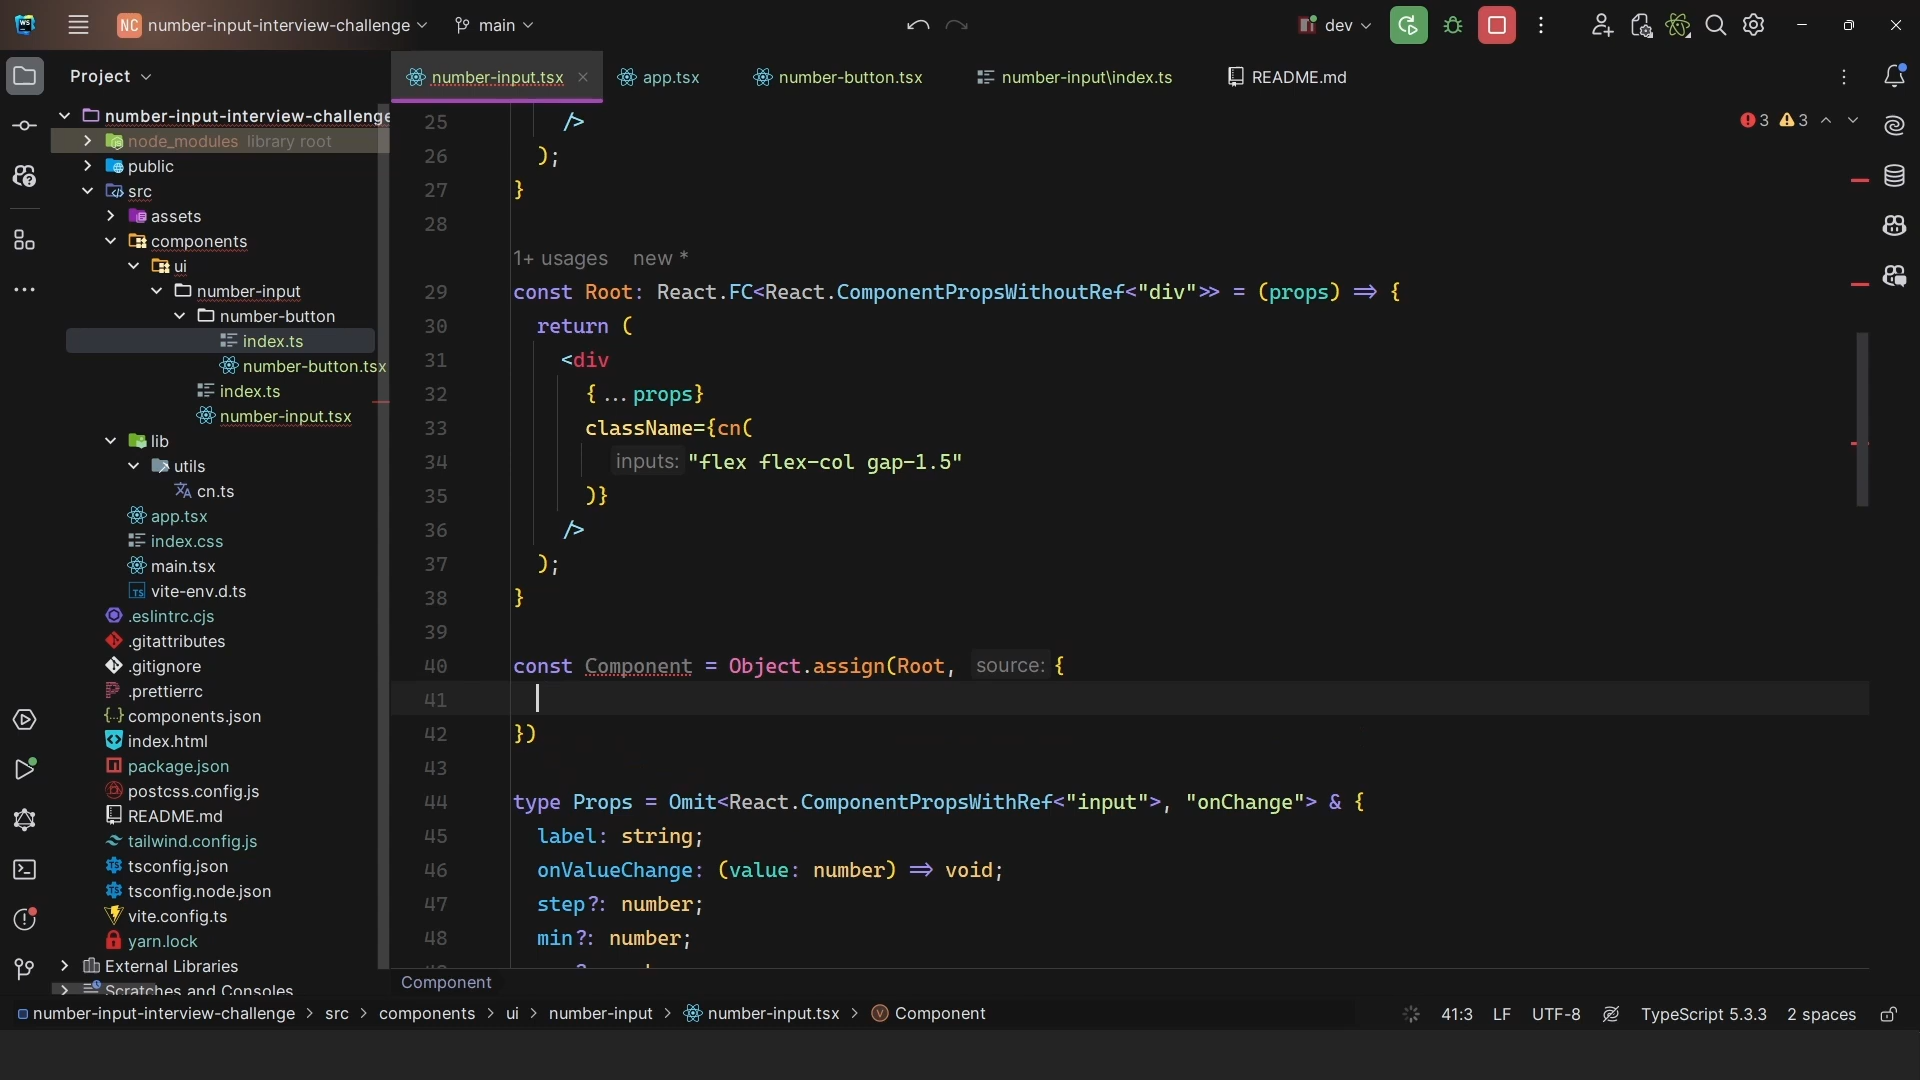 NC number-input-interview-challenge main dev
Project
number-input.tsx app.tsx number-button.tsx number-input\index.ts README.md
number-input-interview-challenge
node_modules library root
public
src
assets
components
ui
number-input
number-button
index.ts
number-button.tsx
index.ts
number-input.tsx
lib
utils
cn.ts
app.tsx
index.css
main.tsx
vite-env.d.ts
.eslintrc.cjs
.gitattributes
.gitignore
.prettierrc
components.json
index.html
package.json
postcss.config.js
README.md
tailwind.config.js
tsconfig.json
tsconfig.node.json
vite.config.ts
yarn.lock
External Libraries
Scratches and Consoles
3 3
25 />
26 );
27 }
28
1+ usages new *
29 const Root: React.FC<React.ComponentPropsWithoutRef<"div">> = (props) => {
30 return (
31 <div
32 {...props}
33 className={cn(
34 inputs: "flex flex-col gap-1.5"
35 )}
36 />
37 );
38 }
39
40 const Component = Object.assign(Root, source: {
41
42 })
43
44 type Props = Omit<React.ComponentPropsWithRef<"input">, "onChange"> & {
45 label: string;
46 onValueChange: (value: number) => void;
47 step?: number;
48 min?: number;
Component
number-input-interview-challenge > src > components > ui > number-input > number-input.tsx > Component
41:3 LF UTF-8 TypeScript 5.3.3 2 spaces